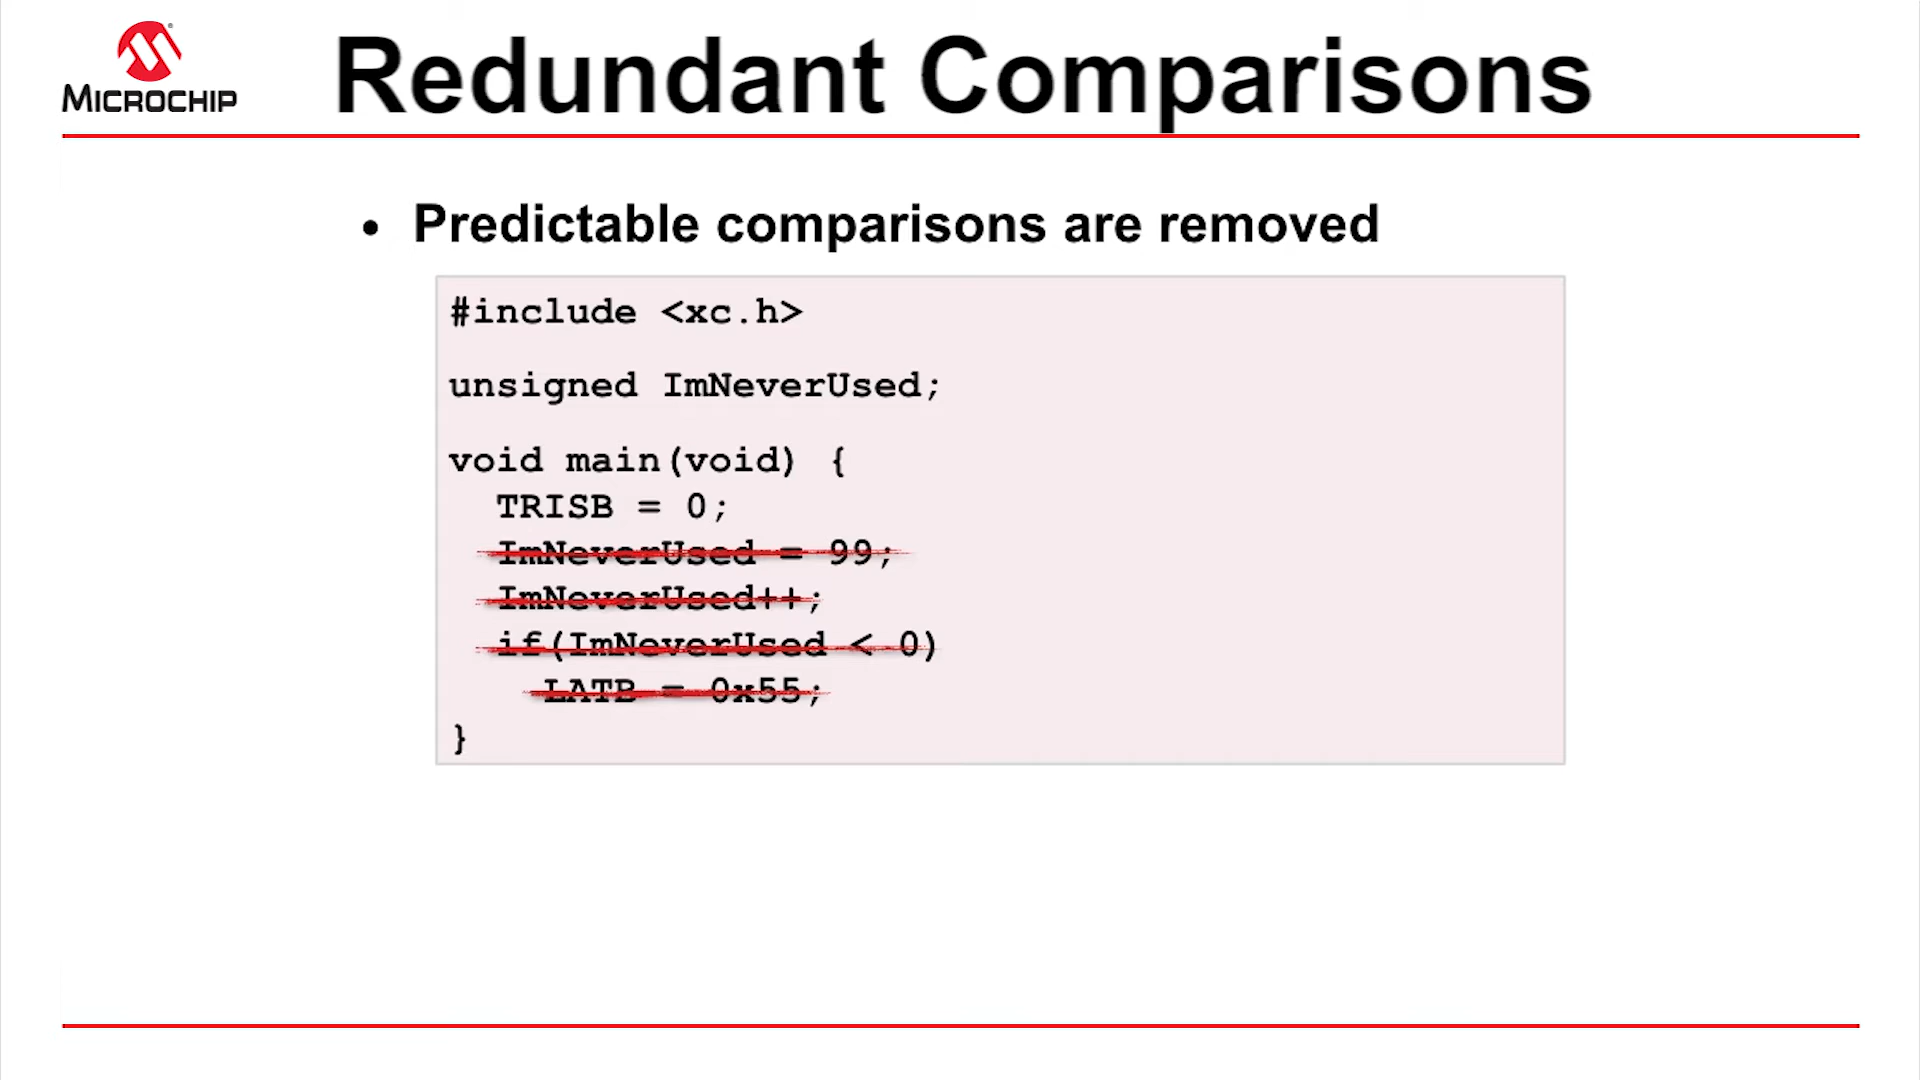 MICROCHIP
Redundant Comparisons
• Predictable comparisons are removed
#include <xc.h>
unsigned ImNeverUsed;
void main(void) {
TRISB = 0;
ImNeverUsed = 99;
ImNeverUsed++;
if(ImNeverUsed < 0)
LATB = 0x55;
}